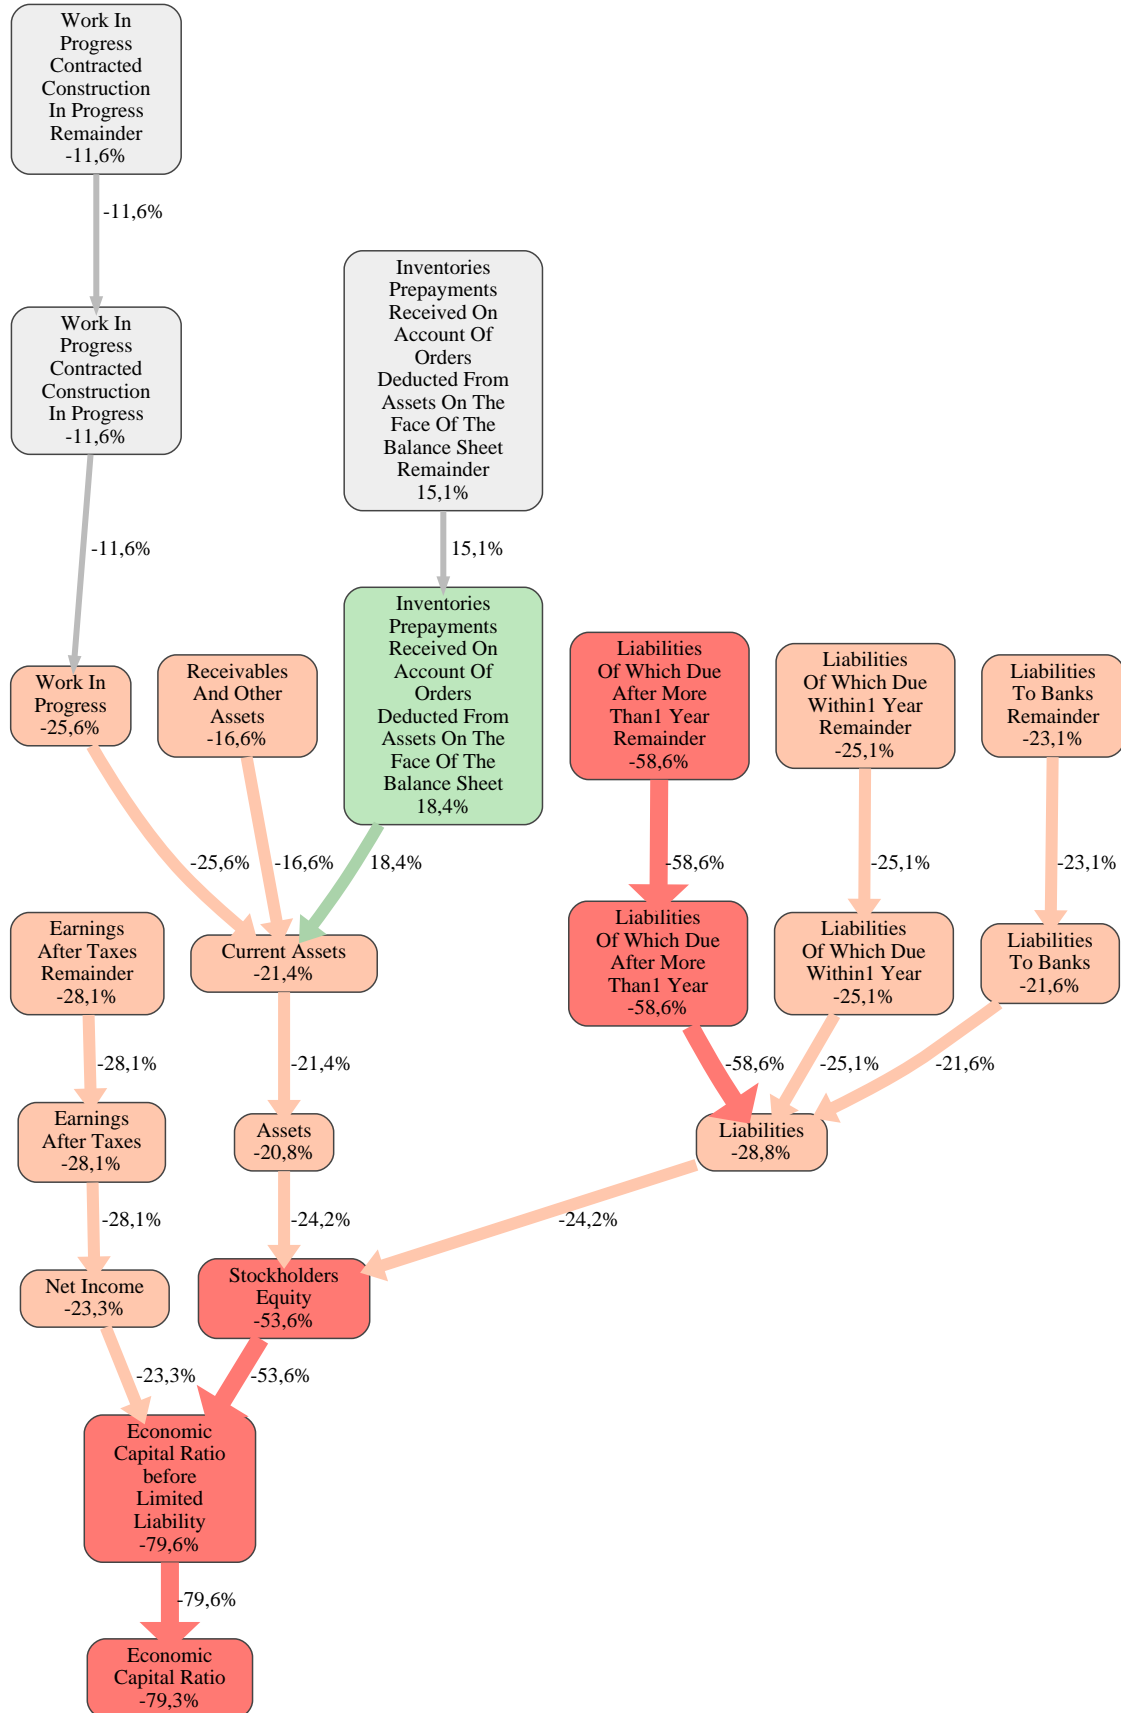 Work In
Progress
Contracted
Construction
In Progress
Remainder
-11,6%
-11,6%
Work In
Progress
Contracted
Construction
In Progress
-11,6%
Inventories
Prepayments
Received On
Account Of
Orders
Deducted From
Assets On The
Face Of The
Balance Sheet
Remainder
15,1%
-11,6%
15,1%
Work In
Progress
-25,6%
Receivables
And Other
Assets
-16,6%
Inventories
Prepayments
Received On
Account Of
Orders
Deducted From
Assets On The
Face Of The
Balance Sheet
18,4%
Liabilities
Of Which Due
After More
Than1 Year
Remainder
-58,6%
Liabilities
Of Which Due
Within1 Year
Remainder
-25,1%
Liabilities
To Banks
Remainder
-23,1%
-25,6%
-16,6%
18,4%
-58,6%
-25,1%
-23,1%
Earnings
After Taxes
Remainder
-28,1%
Current Assets
-21,4%
Liabilities
Of Which Due
After More
Than1 Year
-58,6%
Liabilities
Of Which Due
Within1 Year
-25,1%
Liabilities
To Banks
-21,6%
-28,1%
-21,4%
-58,6%
-25,1%
-21,6%
Earnings
After Taxes
-28,1%
Assets
-20,8%
Liabilities
-28,8%
-28,1%
-24,2%
-24,2%
Net Income
-23,3%
Stockholders
Equity
-53,6%
-23,3%
-53,6%
Economic
Capital Ratio
before
Limited
Liability
-79,6%
-79,6%
Economic
Capital Ratio
-79,3%